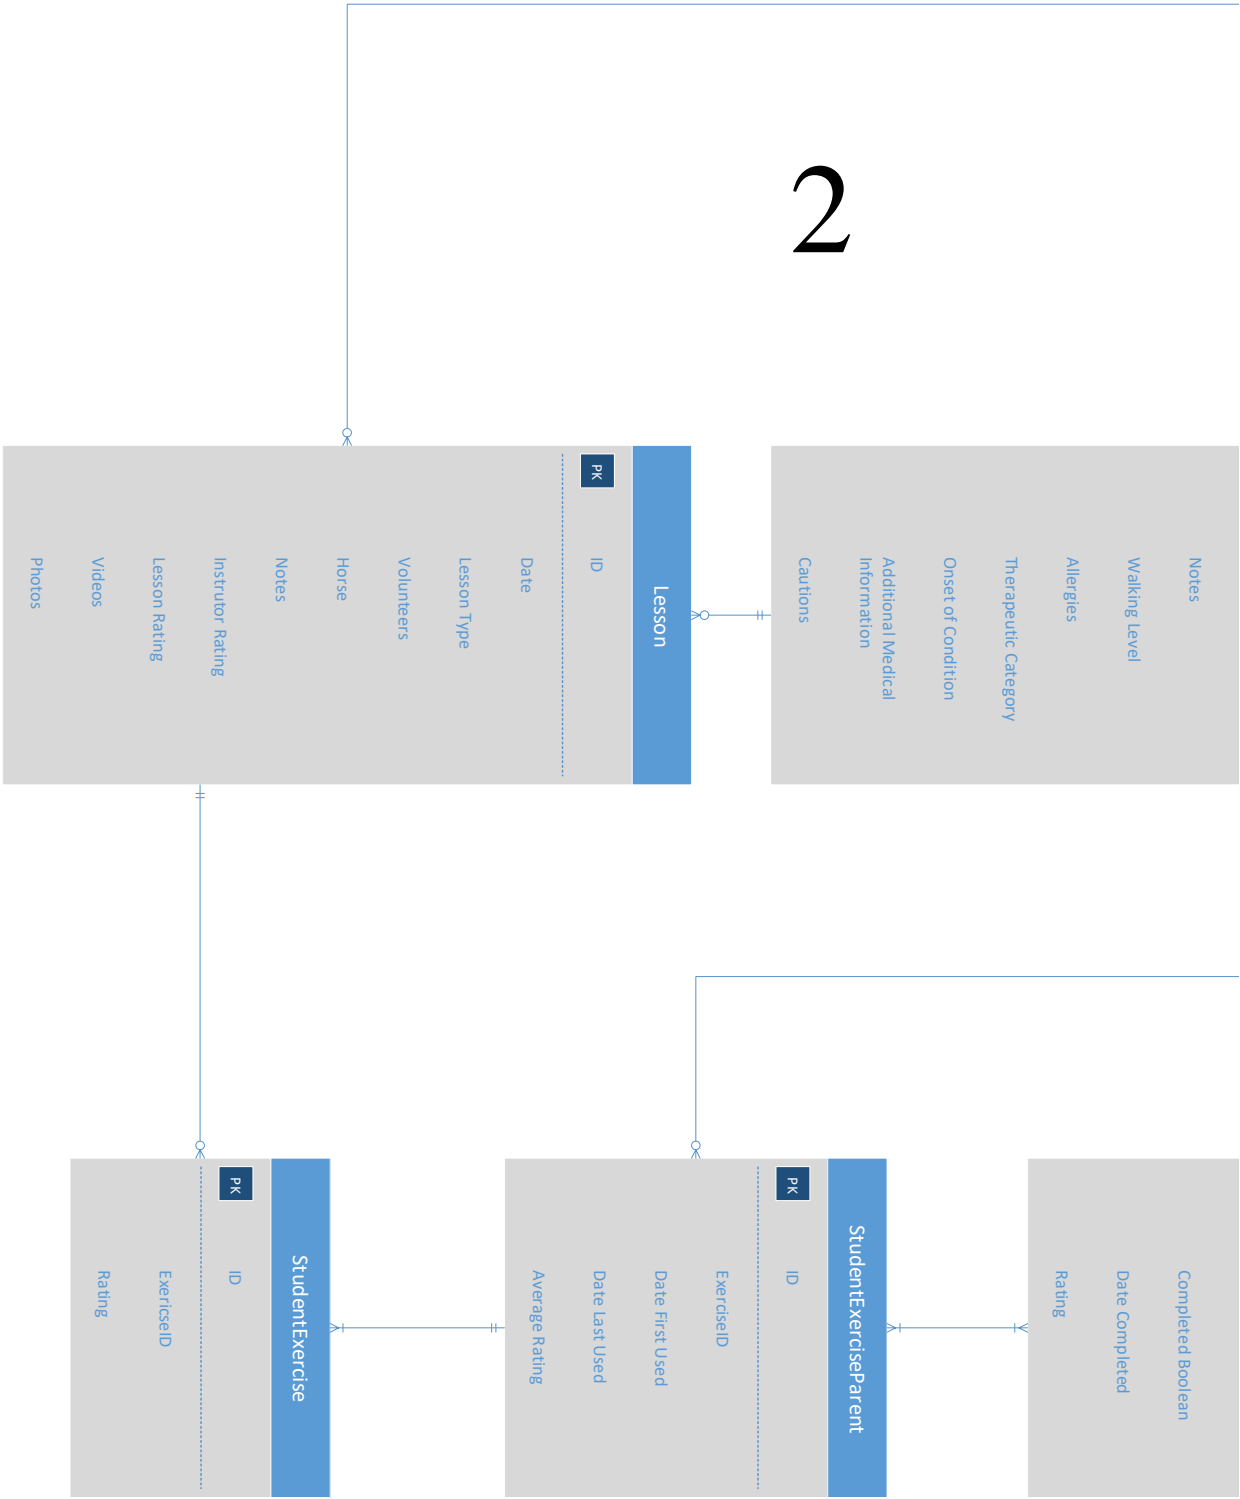 2
Notes
Walking Level
Allergies
Therapeutic Category
Onset of Condition
Additional Medical
Information
Cautions
Lesson
PK
ID
Date
Lesson Type
Volunteers
Horse
Notes
Instrutor Rating
Lesson Rating
Videos
Photos
Completed Boolean
Date Completed
Rating
StudentExerciseParent
PK
ID
ExerciseID
Date First Used
Date Last Used
Average Rating
StudentExercise
PK
ID
ExericseID
Rating